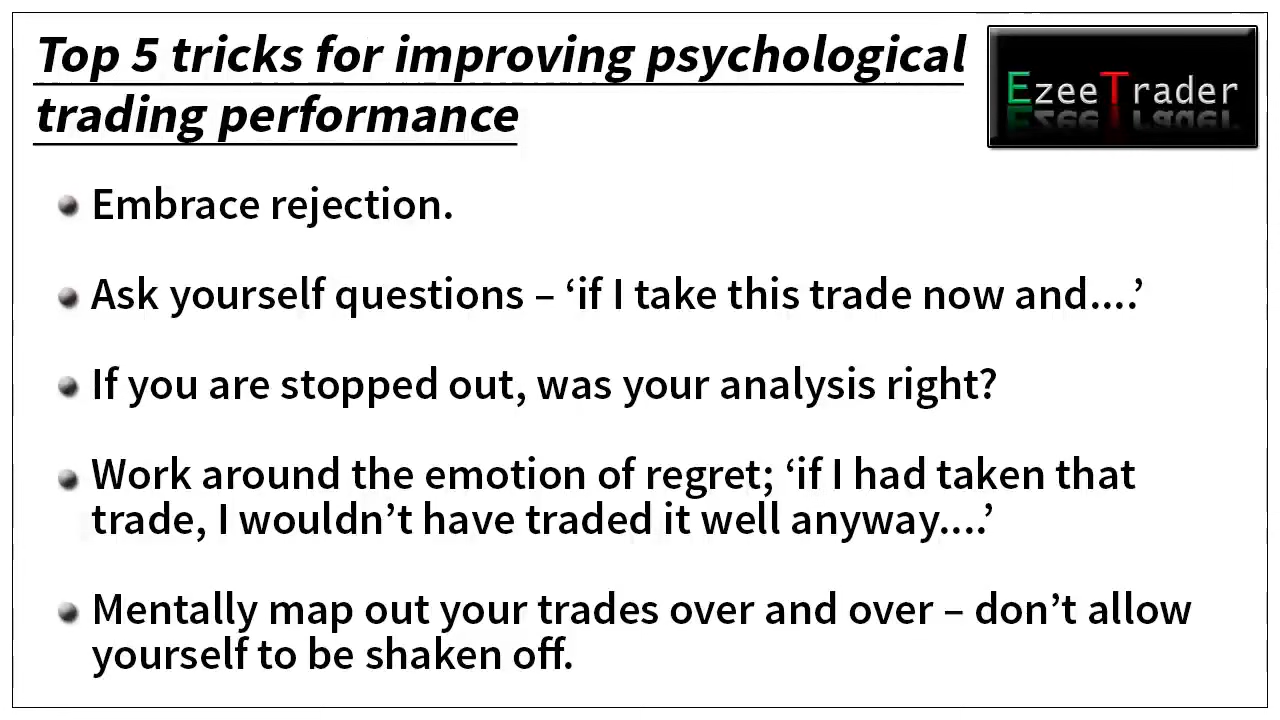 Top 5 tricks for improving psychological
trading performance
EzeeTrader
Embrace rejection.
Ask yourself questions – ‘if I take this trade now and....’
If you are stopped out, was your analysis right?
Work around the emotion of regret; ‘if I had taken that
trade, I wouldn’t have traded it well anyway....’
Mentally map out your trades over and over – don’t allow
yourself to be shaken off.